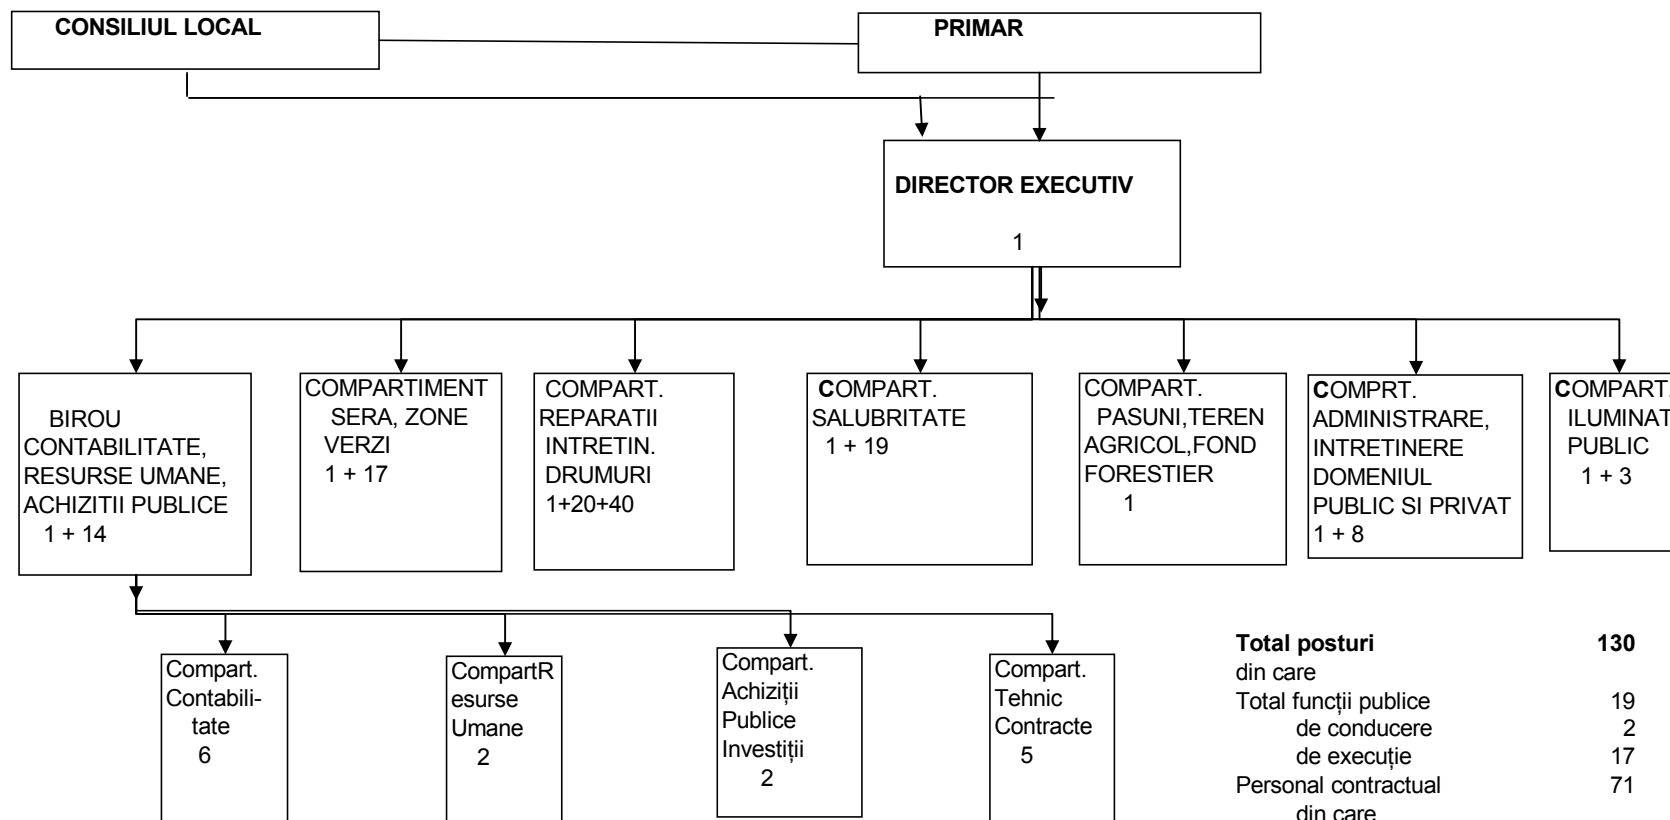 CONSILIUL LOCAL
PRIMAR
DIRECTOR EXECUTIV
1
BIROU
CONTABILITATE,
RESURSE UMANE,
ACHIZITII PUBLICE
1 + 14
COMPARTIMENT
SERA, ZONE
VERZI
1 + 17
COMPART.
REPARATII
INTRETIN.
DRUMURI
1+20+40
COMPART.
SALUBRITATE
1 + 19
COMPART.
PASUNI,TEREN
AGRICOL,FOND
FORESTIER
1
COMPRT.
ADMINISTRARE,
INTRETINERE
DOMENIUL
PUBLIC SI PRIVAT
1 + 8
COMPART.
ILUMINAT
PUBLIC
1 + 3
Compart.
Contabili-
tate
6
CompartR
esurse
Umane
2
Compart.
Achiziții
Publice
Investiții
2
Compart.
Tehnic
Contracte
5
Total posturi 130
din care
Total funcții publice 19
de conducere 2
de execuție 17
Personal contractual 71
din care